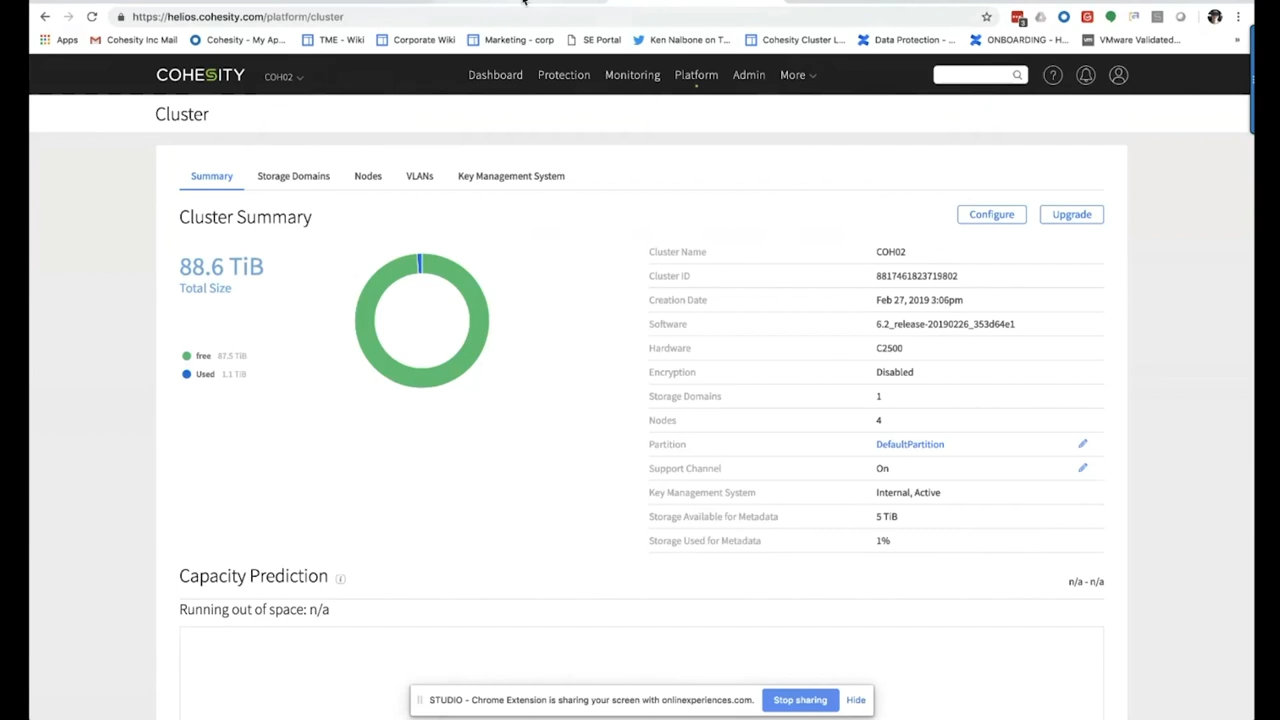 https://helios.cohesity.com/platform/cluster
Apps Cohesity Inc Mail Cohesity - My Ap... TME - Wiki Corporate Wiki Marketing - corp SE Portal Ken Nalbone on T... Cohesity Cluster L... Data Protection - ... ONBOARDING - H... VMware Validated... »
COHESITY COH02 Dashboard Protection Monitoring Platform Admin More
Cluster
Summary Storage Domains Nodes VLANs Key Management System
Cluster Summary Configure Upgrade
88.6 TiB
Total Size
free 87.5 TiB
Used 1.1 TiB
Cluster Name COH02
Cluster ID 8817461823719802
Creation Date Feb 27, 2019 3:06pm
Software 6.2_release-20190226_353d64e1
Hardware C2500
Encryption Disabled
Storage Domains 1
Nodes 4
Partition DefaultPartition
Support Channel On
Key Management System Internal, Active
Storage Available for Metadata 5 TiB
Storage Used for Metadata 1%
Capacity Prediction n/a - n/a
Running out of space: n/a
STUDIO - Chrome Extension is sharing your screen with onlinexperiences.com. Stop sharing Hide